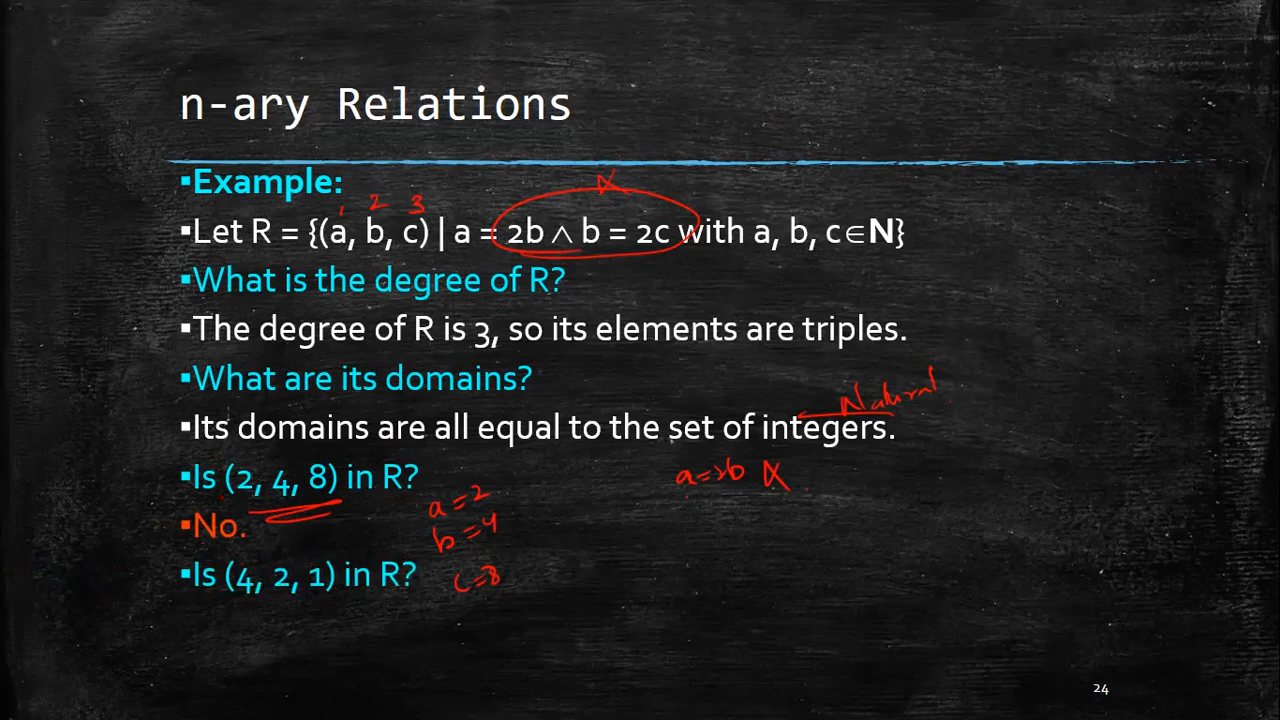 n-ary Relations
▪Example:
1 2 3
▪Let R = {(a, b, c) | a = 2b ∧ b = 2c with a, b, c∈N}
▪What is the degree of R?
▪The degree of R is 3, so its elements are triples.
▪What are its domains?
Natural
▪Its domains are all equal to the set of integers.
▪Is (2, 4, 8) in R?
a=2b
a=2
▪No.
b=4
▪Is (4, 2, 1) in R?
c=8
24